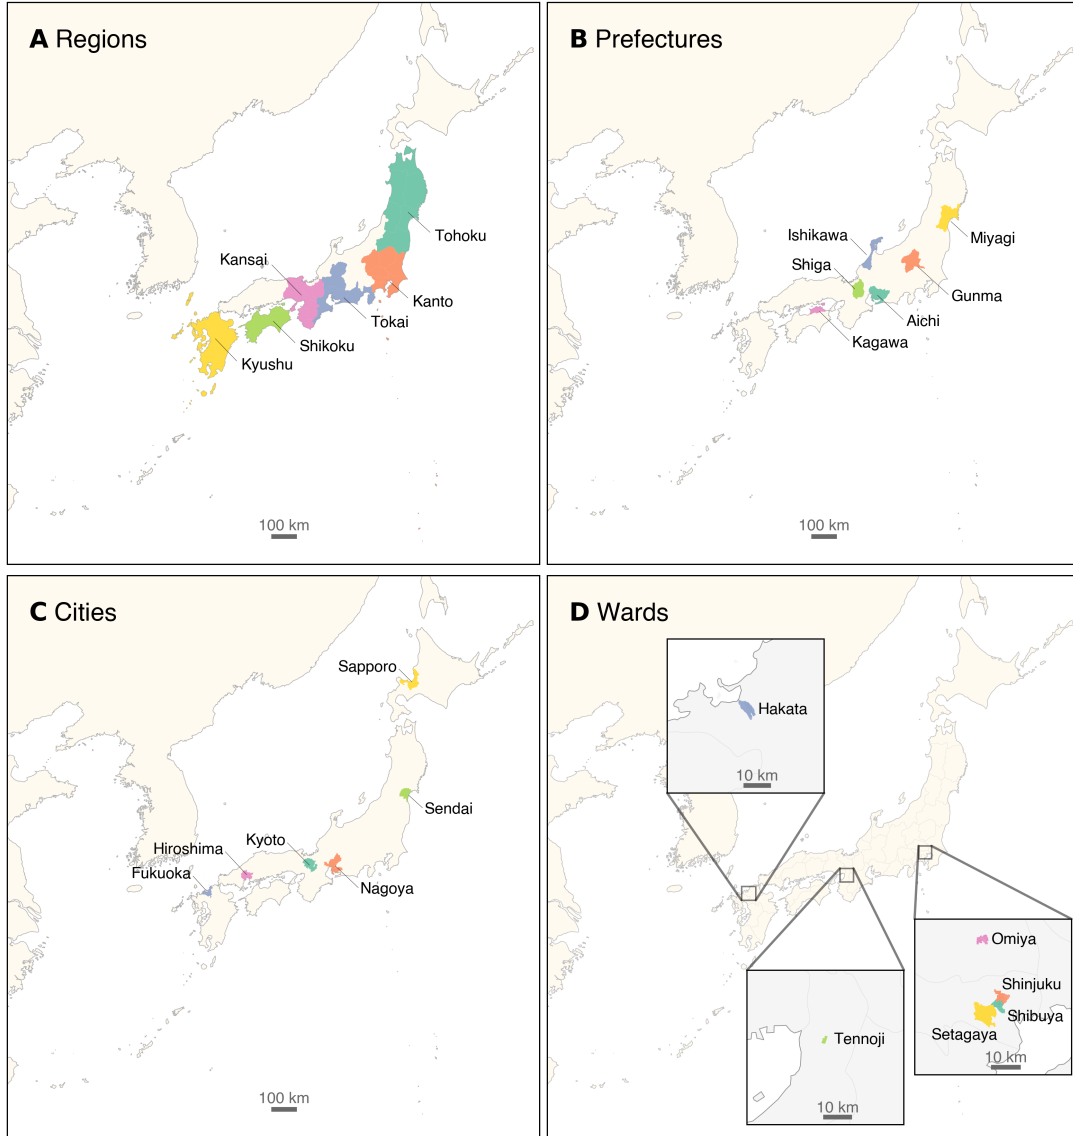 A Regions
Tohoku
Kansai
Kanto
Tokai
Shikoku
Kyushu
100 km
B Prefectures
Ishikawa
Miyagi
Shiga
Gunma
Aichi
Kagawa
100 km
C Cities
Sapporo
Sendai
Kyoto
Hiroshima
Fukuoka
Nagoya
100 km
D Wards
Hakata
10 km
Omiya
Shinjuku
Shibuya
Setagaya
10 km
Tennoji
10 km